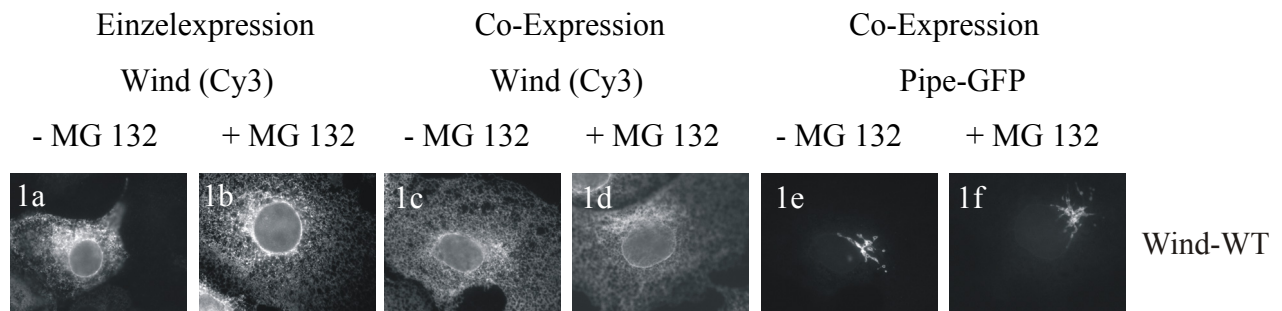 Einzelexpression Co-Expression Co-Expression
Wind (Cy3) Wind (Cy3) Pipe-GFP
- MG 132 + MG 132 - MG 132 + MG 132 - MG 132 + MG 132
1a 1b 1c 1d 1e 1f
Wind-WT